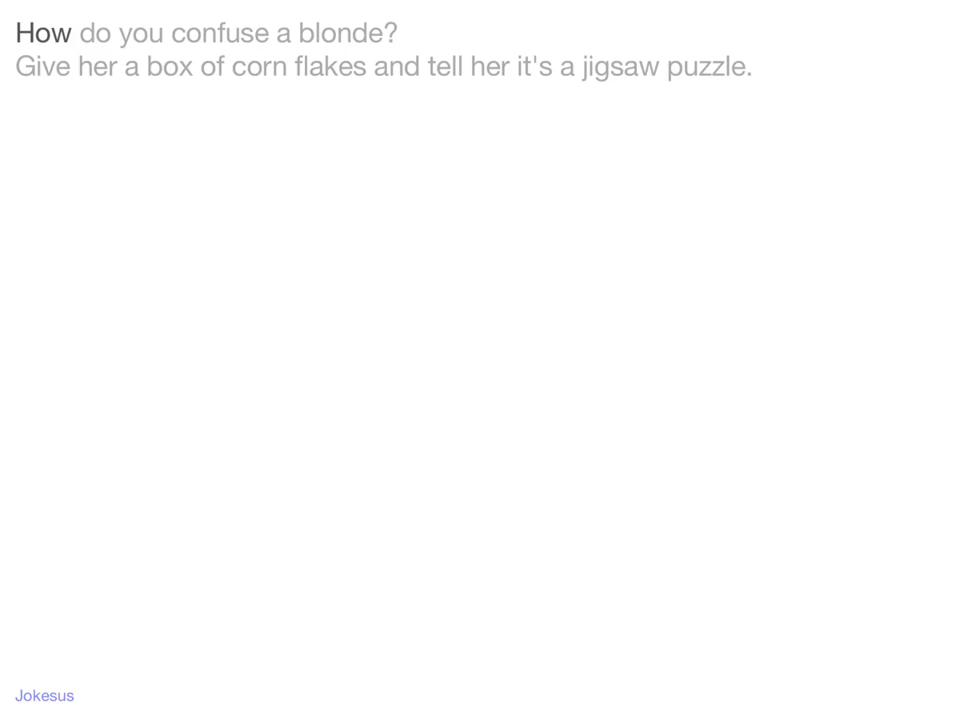 How do you confuse a blonde?
Give her a box of corn flakes and tell her it's a jigsaw puzzle.
Jokesus